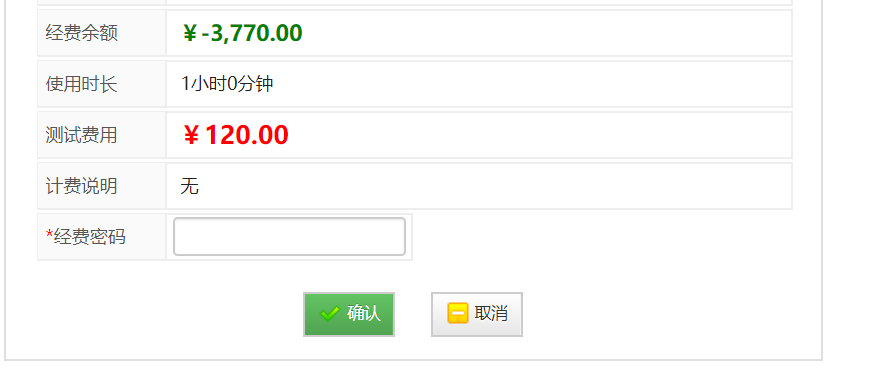 经费余额 ￥-3,770.00
使用时长 1小时0分钟
测试费用 ￥120.00
计费说明 无
*经费密码
确认 取消